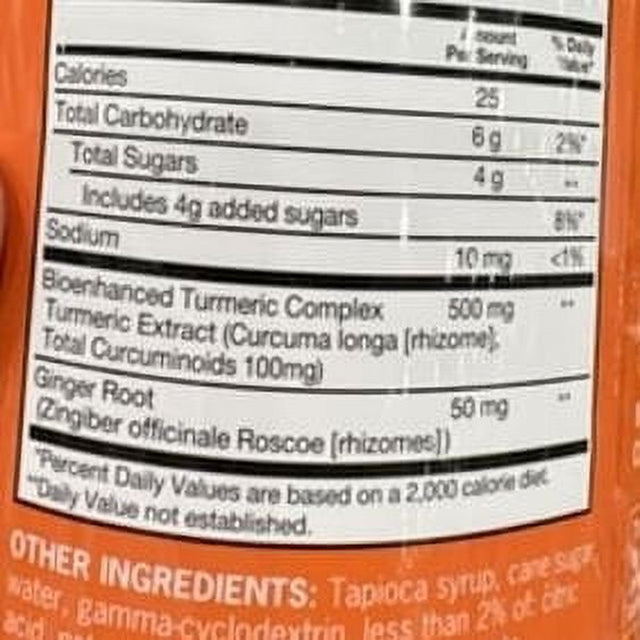 Amount Per Serving % Daily Value*
Calories 25
Total Carbohydrate 6 g 2%*
Total Sugars 4 g **
Includes 4g added sugars 8%*
Sodium 10 mg <1%
Bioenhanced Turmeric Complex 500 mg **
Turmeric Extract (Curcuma longa [rhizome];
Total Curcuminoids 100mg)
Ginger Root 50 mg **
(Zingiber officinale Roscoe [rhizomes])
*Percent Daily Values are based on a 2,000 calorie diet.
**Daily Value not established.
OTHER INGREDIENTS: Tapioca syrup, cane sugar,
water, gamma-cyclodextrin, less than 2% of: citric
acid,